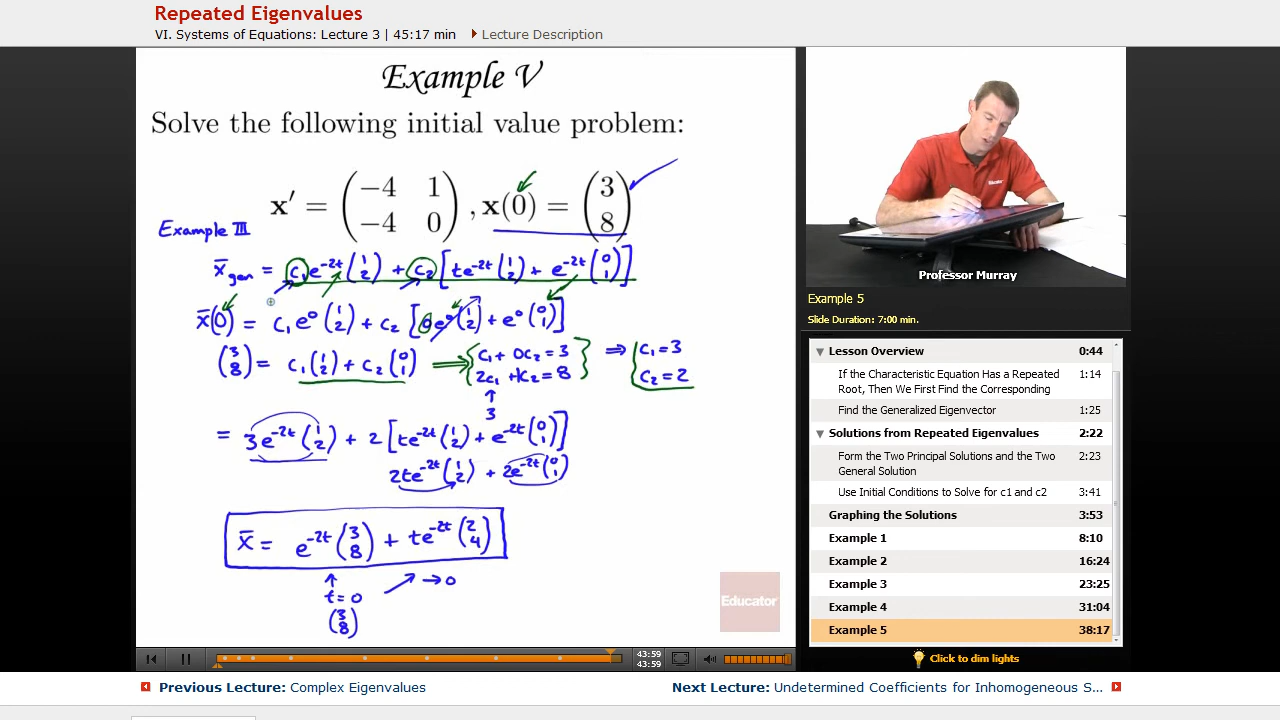 Repeated Eigenvalues
VI. Systems of Equations: Lecture 3 | 45:17 min Lecture Description
Example V
Solve the following initial value problem:
x′ = (−4 1; −4 0), x(0) = (3; 8)
Example III
x̄gen = c₁e^-2t (1; 2) + c₂ [te^-2t (1; 2) + e^-2t (0; 1)]
x̄(0) = c₁e⁰ (1; 2) + c₂ [0e⁰ (1; 2) + e⁰ (0; 1)]
(3; 8) = c₁ (1; 2) + c₂ (0; 1) ⇒ { c₁ + 0c₂ = 3
2c₁ + 1c₂ = 8 } ⇒ { c₁ = 3
c₂ = 2
3
= 3e^-2t (1; 2) + 2 [te^-2t (1; 2) + e^-2t (0; 1)]
2te^-2t (1; 2) + 2e^-2t (0; 1)
x̄ = e^-2t (3; 8) + te^-2t (2; 4)
↑ → 0
t = 0
(3; 8)
Educator
43:59
43:59
Professor Murray
Example 5
Slide Duration: 7:00 min.
Lesson Overview 0:44
If the Characteristic Equation Has a Repeated 1:14
Root, Then We First Find the Corresponding
Find the Generalized Eigenvector 1:25
Solutions from Repeated Eigenvalues 2:22
Form the Two Principal Solutions and the Two 2:23
General Solution
Use Initial Conditions to Solve for c1 and c2 3:41
Graphing the Solutions 3:53
Example 1 8:10
Example 2 16:24
Example 3 23:25
Example 4 31:04
Example 5 38:17
Click to dim lights
Previous Lecture: Complex Eigenvalues
Next Lecture: Undetermined Coefficients for Inhomogeneous S...